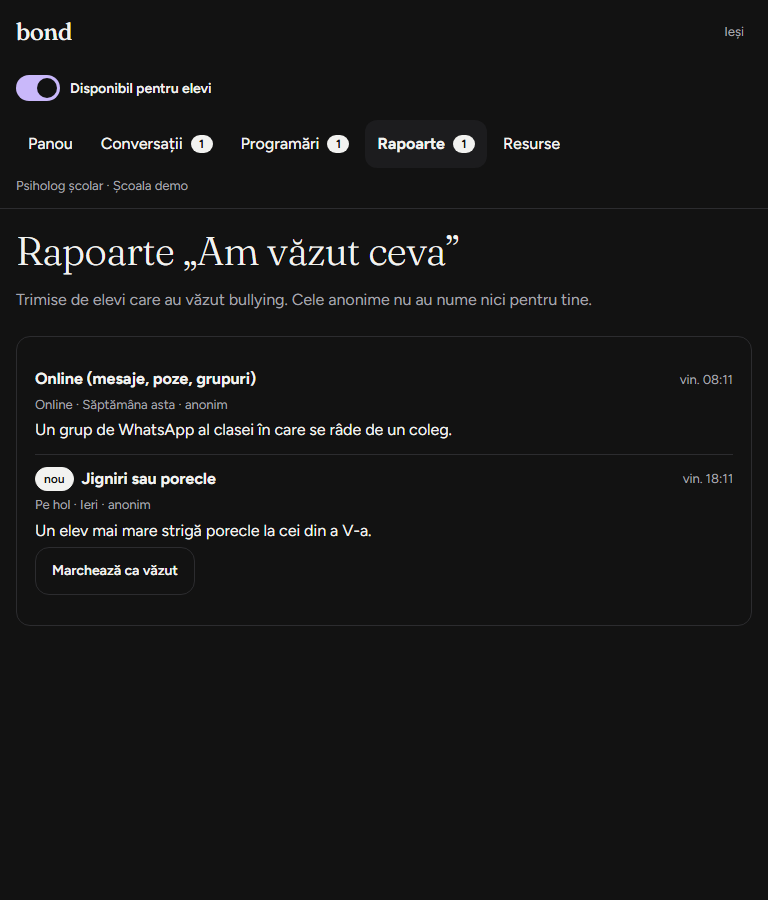 bond
Ieși
Disponibil pentru elevi
Panou
Conversații 1
Programări 1
Rapoarte 1
Resurse
Psiholog școlar · Școala demo
Rapoarte „Am văzut ceva”
Trimise de elevi care au văzut bullying. Cele anonime nu au nume nici pentru tine.
Online (mesaje, poze, grupuri)
vin. 08:11
Online · Săptămâna asta · anonim
Un grup de WhatsApp al clasei în care se râde de un coleg.
nou Jigniri sau porecle
vin. 18:11
Pe hol · Ieri · anonim
Un elev mai mare strigă porecle la cei din a V-a.
Marchează ca văzut